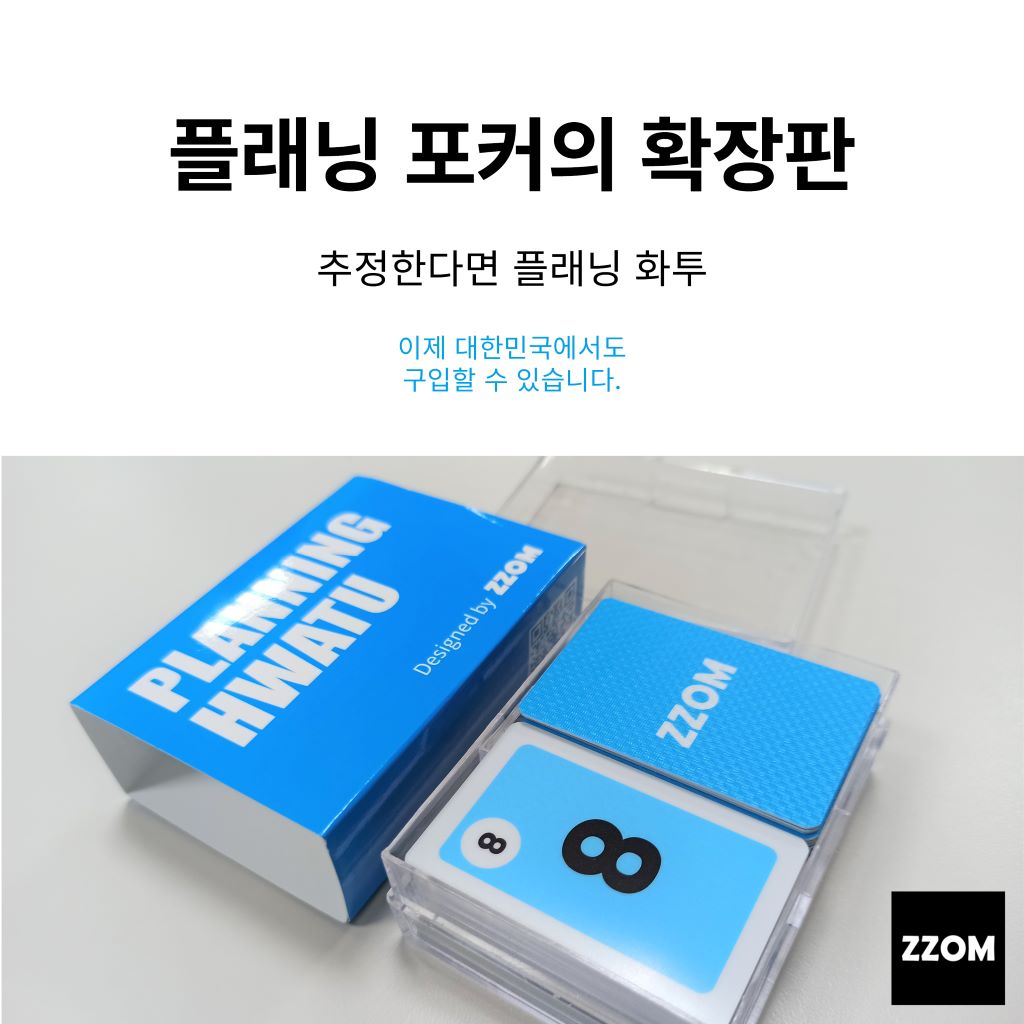 플래닝 포커의 확장판
추정한다면 플래닝 화투
이제 대한민국에서도
구입할 수 있습니다.
PLANNING
HWATU
Designed by ZZOM
ZZOM
8
8
ZZOM